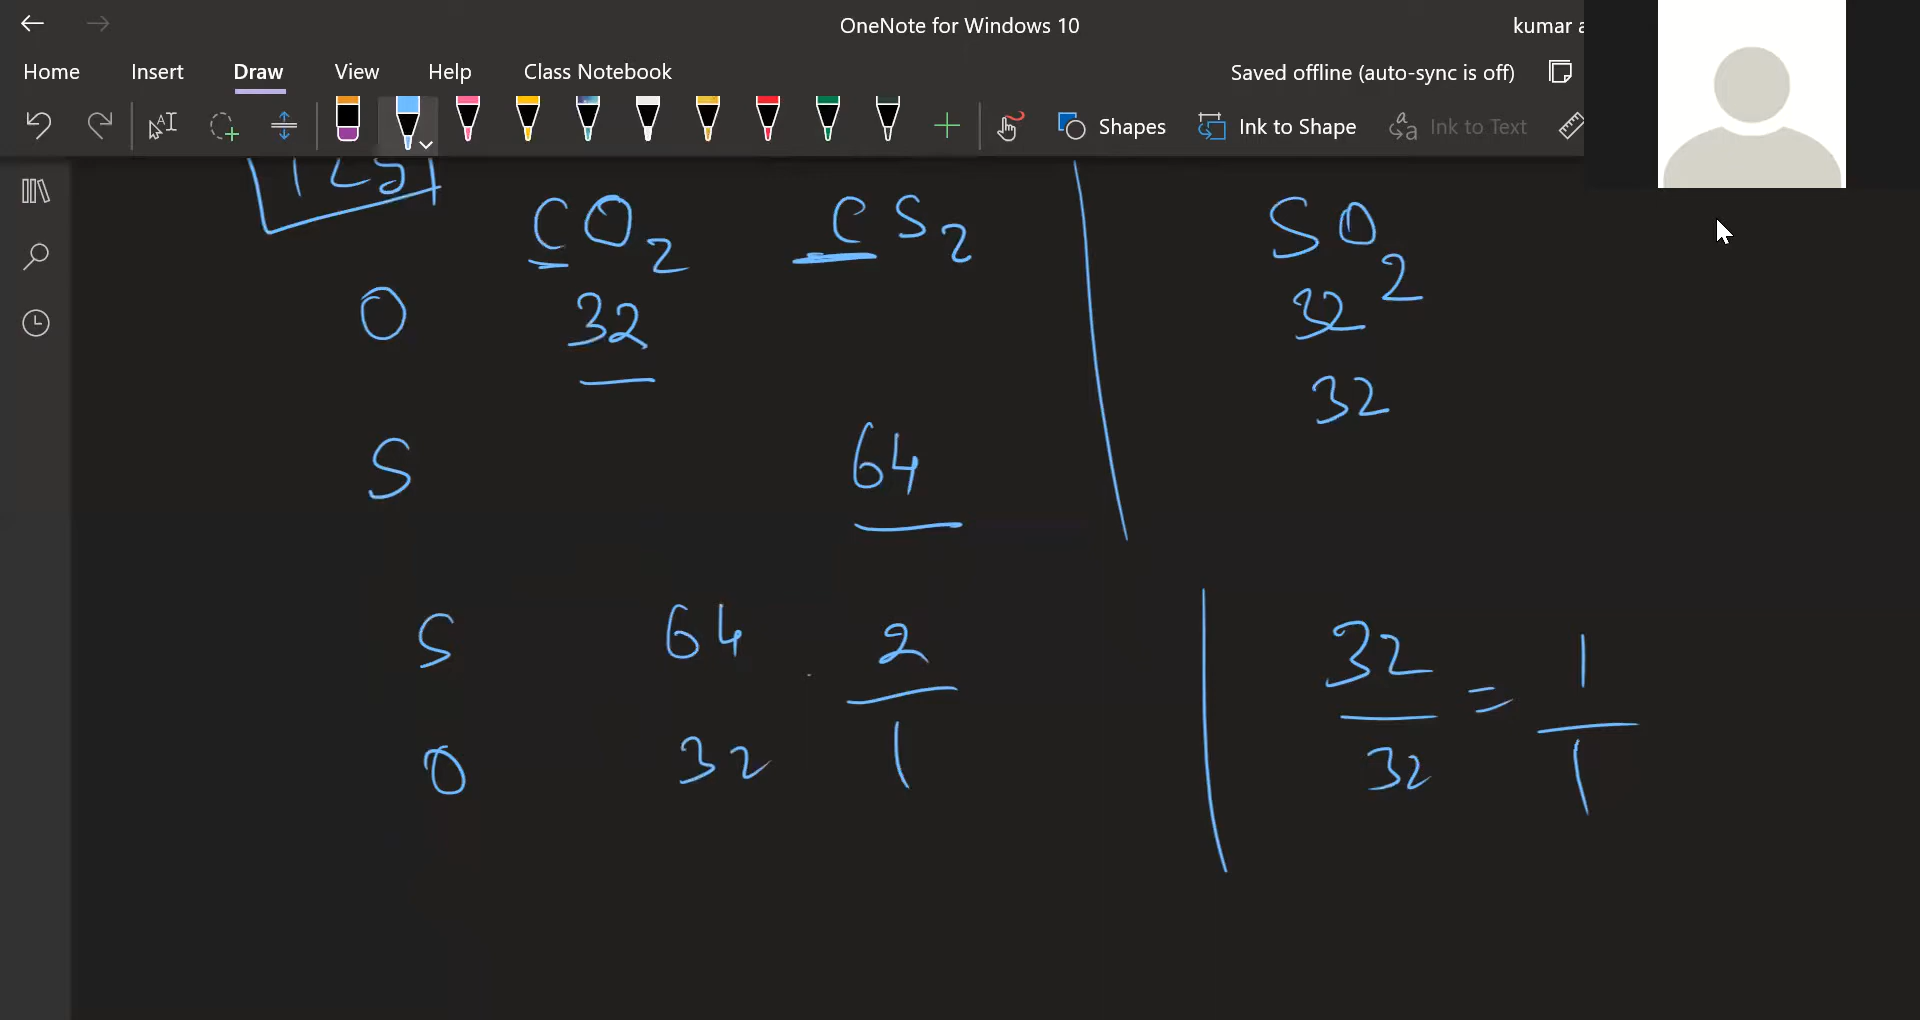 OneNote for Windows 10
kumar a
Home Insert Draw View Help Class Notebook
Saved offline (auto-sync is off)
Shapes Ink to Shape Ink to Text
CO2 CS2 SO2
O 32 32
32
S 64
S 64 2 32 = 1
O 32 1 32 1